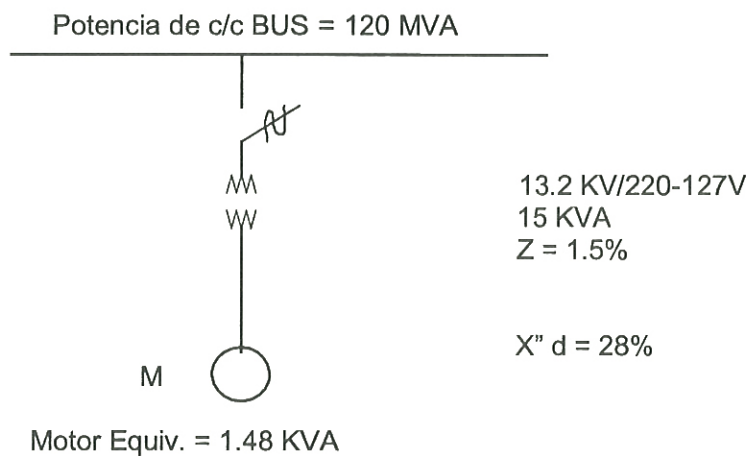 Potencia de c/c BUS = 120 MVA
13.2 KV/220-127V
15 KVA
Z = 1.5%
X” d = 28%
M
Motor Equiv. = 1.48 KVA